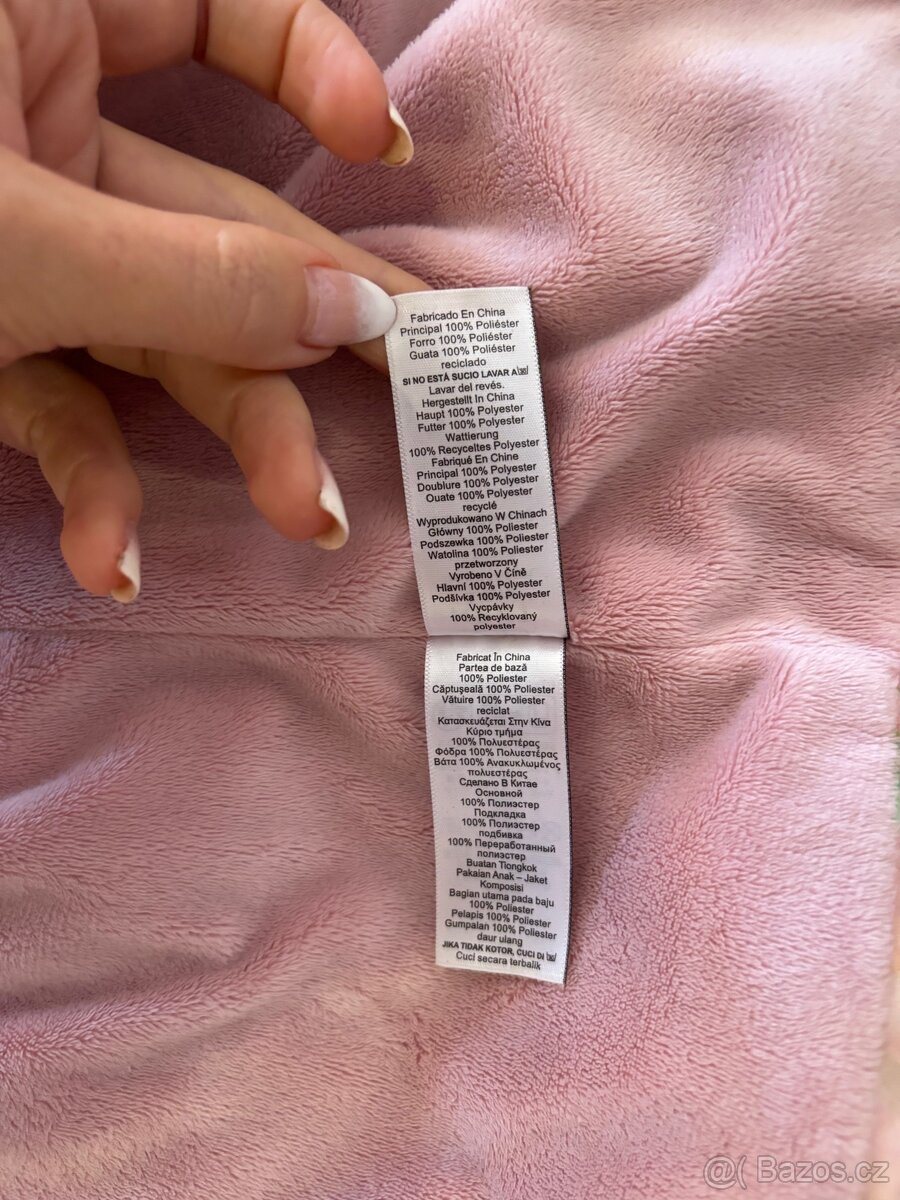 Fabricado En China
Principal 100% Poliéster
Forro 100% Poliéster
Guata 100% Poliéster
reciclado
SI NO ESTÁ SUCIO LAVAR A 30
Lavar del revés.
Hergestellt In China
Haupt 100% Polyester
Futter 100% Polyester
Wattierung
100% Recyceltes Polyester
Fabriqué En Chine
Principal 100% Polyester
Doublure 100% Polyester
Ouate 100% Polyester
recyclé
Wyprodukowano W Chinach
Główny 100% Poliester
Podszewka 100% Poliester
Watolina 100% Poliester
przetworzony
Vyrobeno V Číně
Hlavní 100% Polyester
Podšívka 100% Polyester
Vycpávky
100% Recyklovaný
polyester
Fabricat În China
Partea de bază
100% Poliester
Căptușeală 100% Poliester
Vătuire 100% Poliester
reciclat
Κατασκευάζεται Στην Κίνα
Κύριο τμήμα
100% Πολυεστέρας
Φόδρα 100% Πολυεστέρας
Βάτα 100% Ανακυκλωμένος
πολυεστέρας
Сделано В Китае
Основной
100% Полиэстер
Подкладка
100% Полиэстер
подбивка
100% Переработанный
полиэстер
Buatan Tiongkok
Pakaian Anak – Jaket
Komposisi
Bagian utama pada baju
100% Poliester
Pelapis 100% Poliester
Gumpalan 100% Poliester
daur ulang
JIKA TIDAK KOTOR, CUCI DI 30
Cuci secara terbalik
@( Bazos.cz